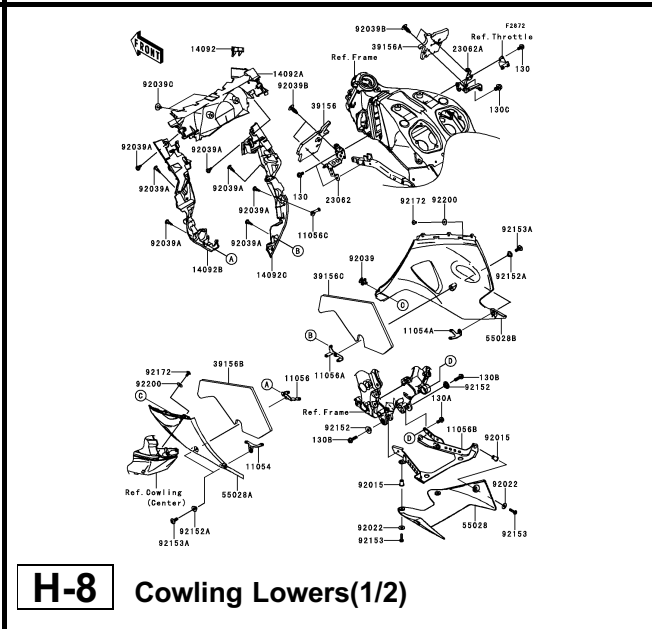 F2872
92039B
Ref.Throttle
39156A
23062A
FRONT
14092
Ref.Frame
130
14092A
92039C
92039B
39156
130C
92039A
92039A
92039A
92039A
130
23062
92172
92200
92039A
11056C
92153A
92039A
92039A
B
A
92039
14092B
14092C
39156C
92152A
C
11054A
55028B
B
39156B
D
92172
11056
11056A
130B
92200
A
92152
C
130A
Ref.Frame
92152
11056B
130B
D
92015
11054
92015
92022
Ref.Cowling
(Center)
55028A
92022
55028
92152A
92153
92153
92153A
H-8 Cowling Lowers(1/2)